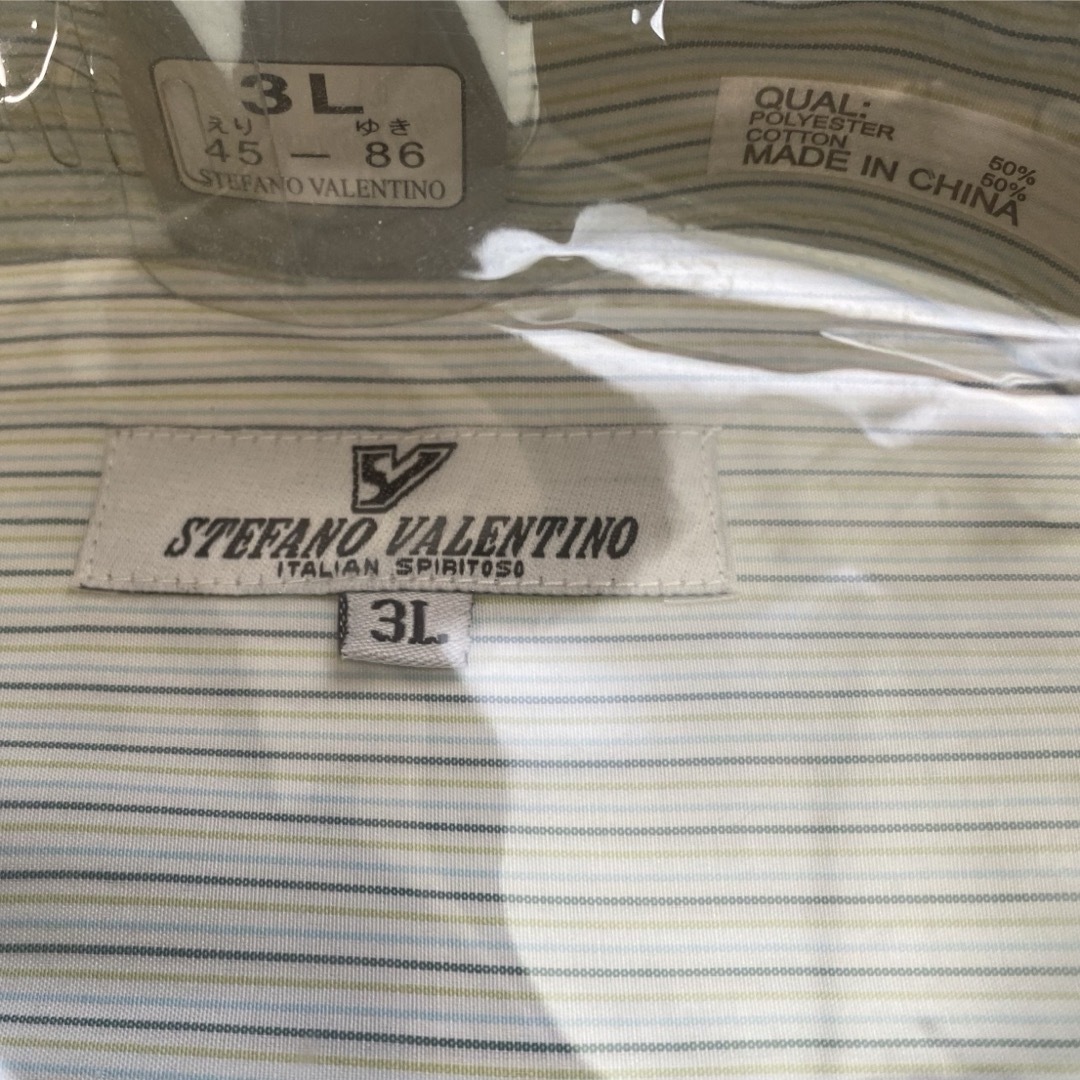 3L
えり ゆき
45 — 86
STEFANO VALENTINO
QUAL:
POLYESTER 50%
COTTON 50%
MADE IN CHINA
SV
STEFANO VALENTINO
ITALIAN SPIRITOSO
3L